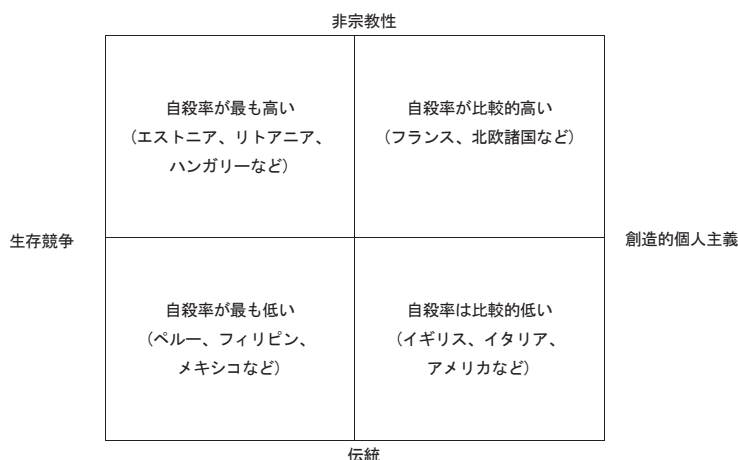 非宗教性
自殺率が最も高い
（エストニア、リトアニア、
ハンガリーなど）
自殺率が比較的高い
（フランス、北欧諸国など）
生存競争
創造的個人主義
自殺率が最も低い
（ペルー、フィリピン、
メキシコなど）
自殺率は比較的低い
（イギリス、イタリア、
アメリカなど）
伝統